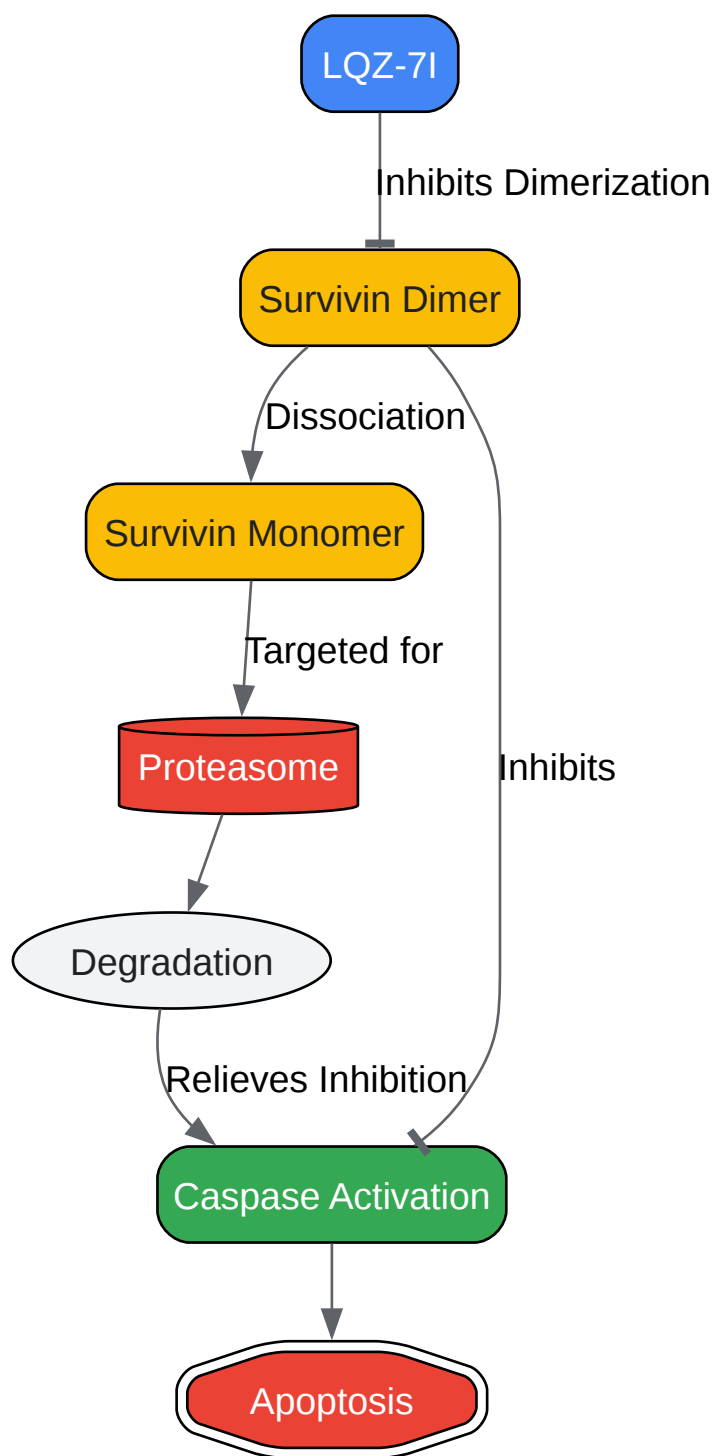 LQZ-7I
Inhibits Dimerization
Survivin Dimer
Dissociation
Survivin Monomer
Targeted for
Proteasome
Inhibits
Degradation
Relieves Inhibition
Caspase Activation
Apoptosis